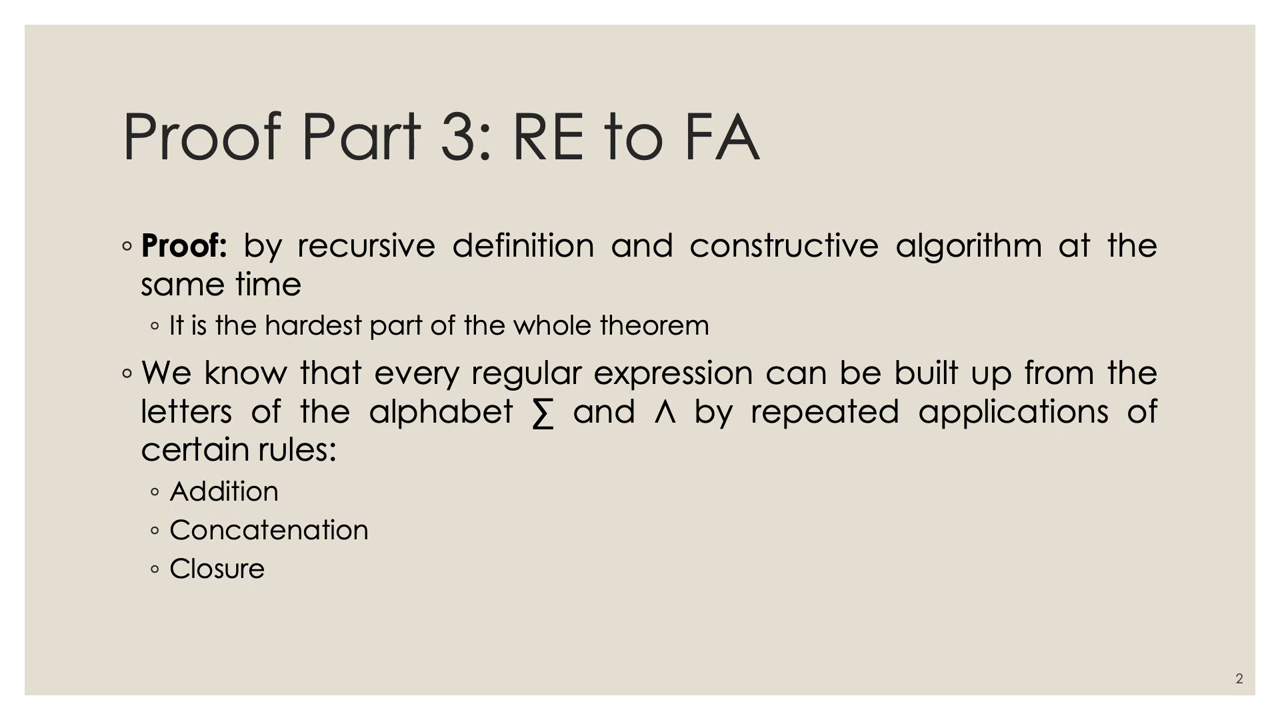 Proof Part 3: RE to FA
◦ Proof: by recursive definition and constructive algorithm at the
same time
◦ It is the hardest part of the whole theorem
◦ We know that every regular expression can be built up from the
letters of the alphabet ∑ and Λ by repeated applications of
certain rules:
◦ Addition
◦ Concatenation
◦ Closure
2